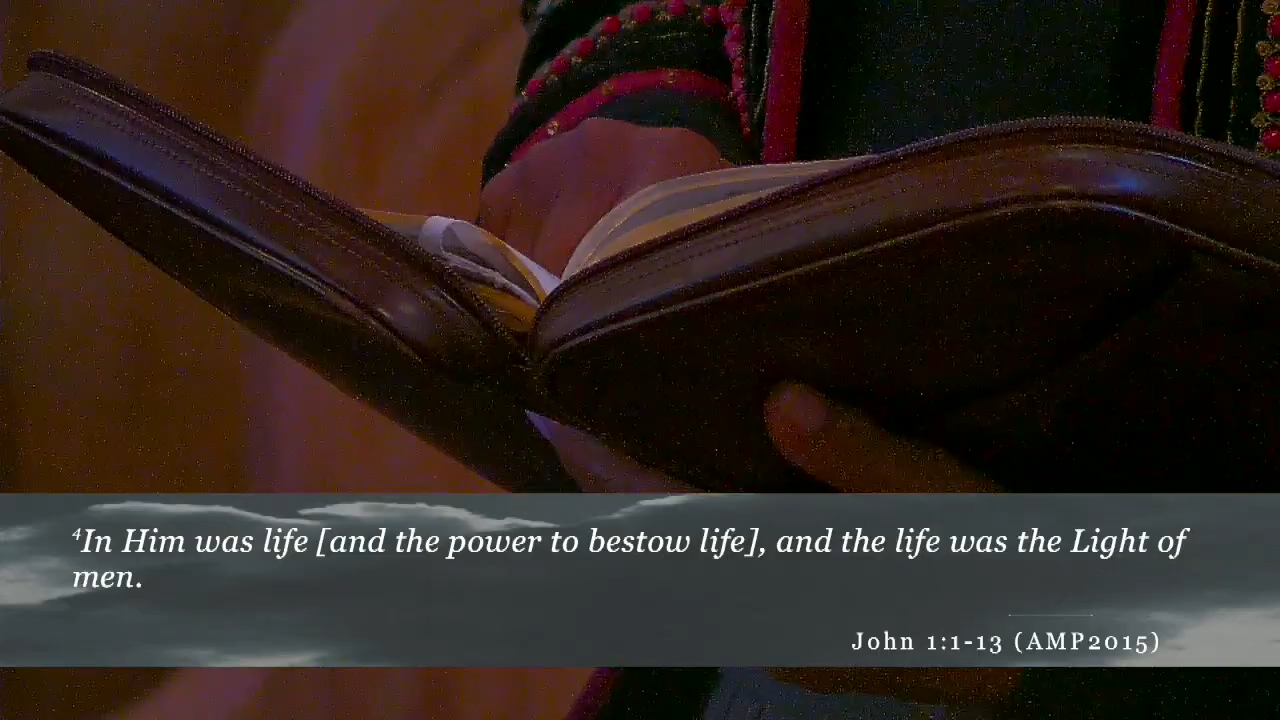 ⁴In Him was life [and the power to bestow life], and the life was the Light of
men.
John 1:1-13 (AMP2015)